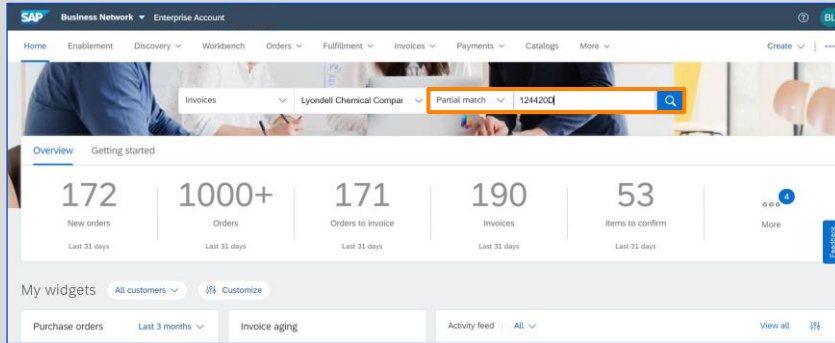 SAP Business Network Enterprise Account BL
Home Enablement Discovery Workbench Orders Fulfillment Invoices Payments Catalogs More Create
Invoices Lyondell Chemical Compar Partial match 124420D
Overview Getting started
172 1000+ 171 190 53 4
New orders Orders Orders to invoice Invoices Items to confirm More
Last 31 days Last 31 days Last 31 days Last 31 days Last 31 days
Feedback
My widgets All customers Customize
Purchase orders Last 3 months Invoice aging Activity feed All View all